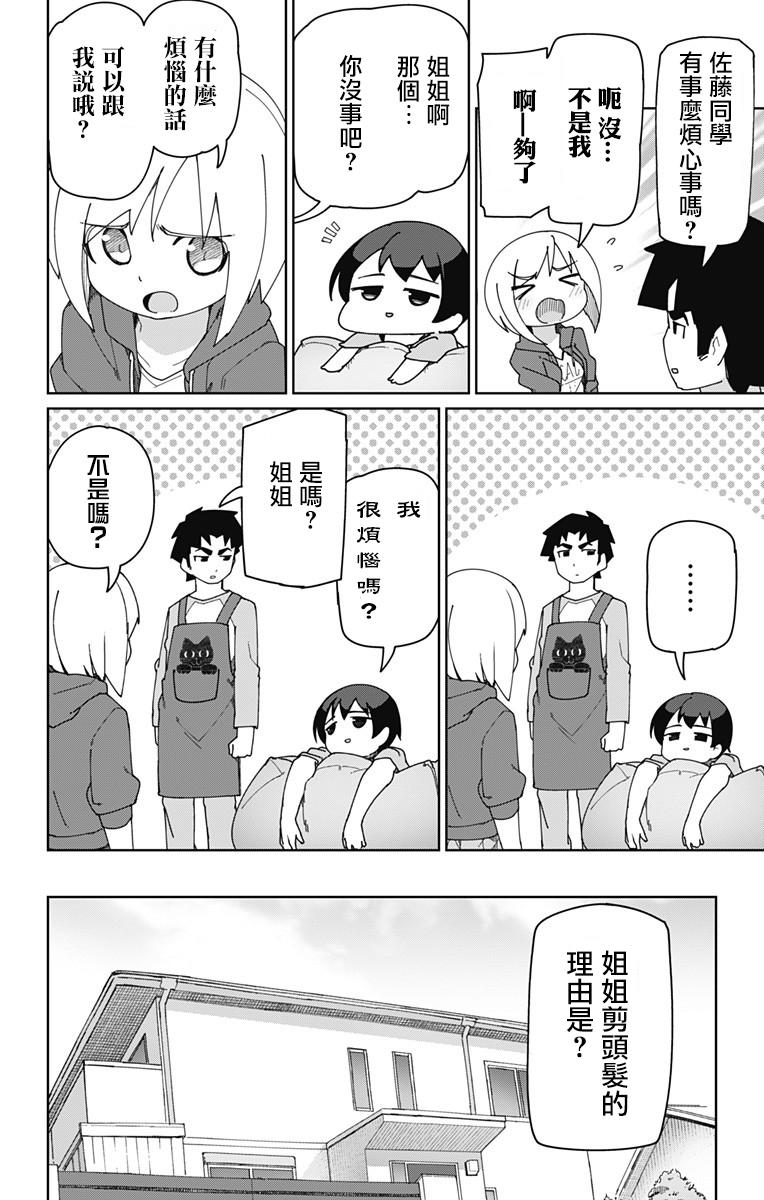 佐藤同學
有事麼煩心事嗎？
呃沒…
不是我
啊—夠了
姐姐啊
那個…
你沒事吧？
有什麼
煩惱的話
可以跟
我説哦？
……
我
很煩惱嗎？
是嗎？
姐姐
不是嗎？
姐姐剪頭髮的
理由是？